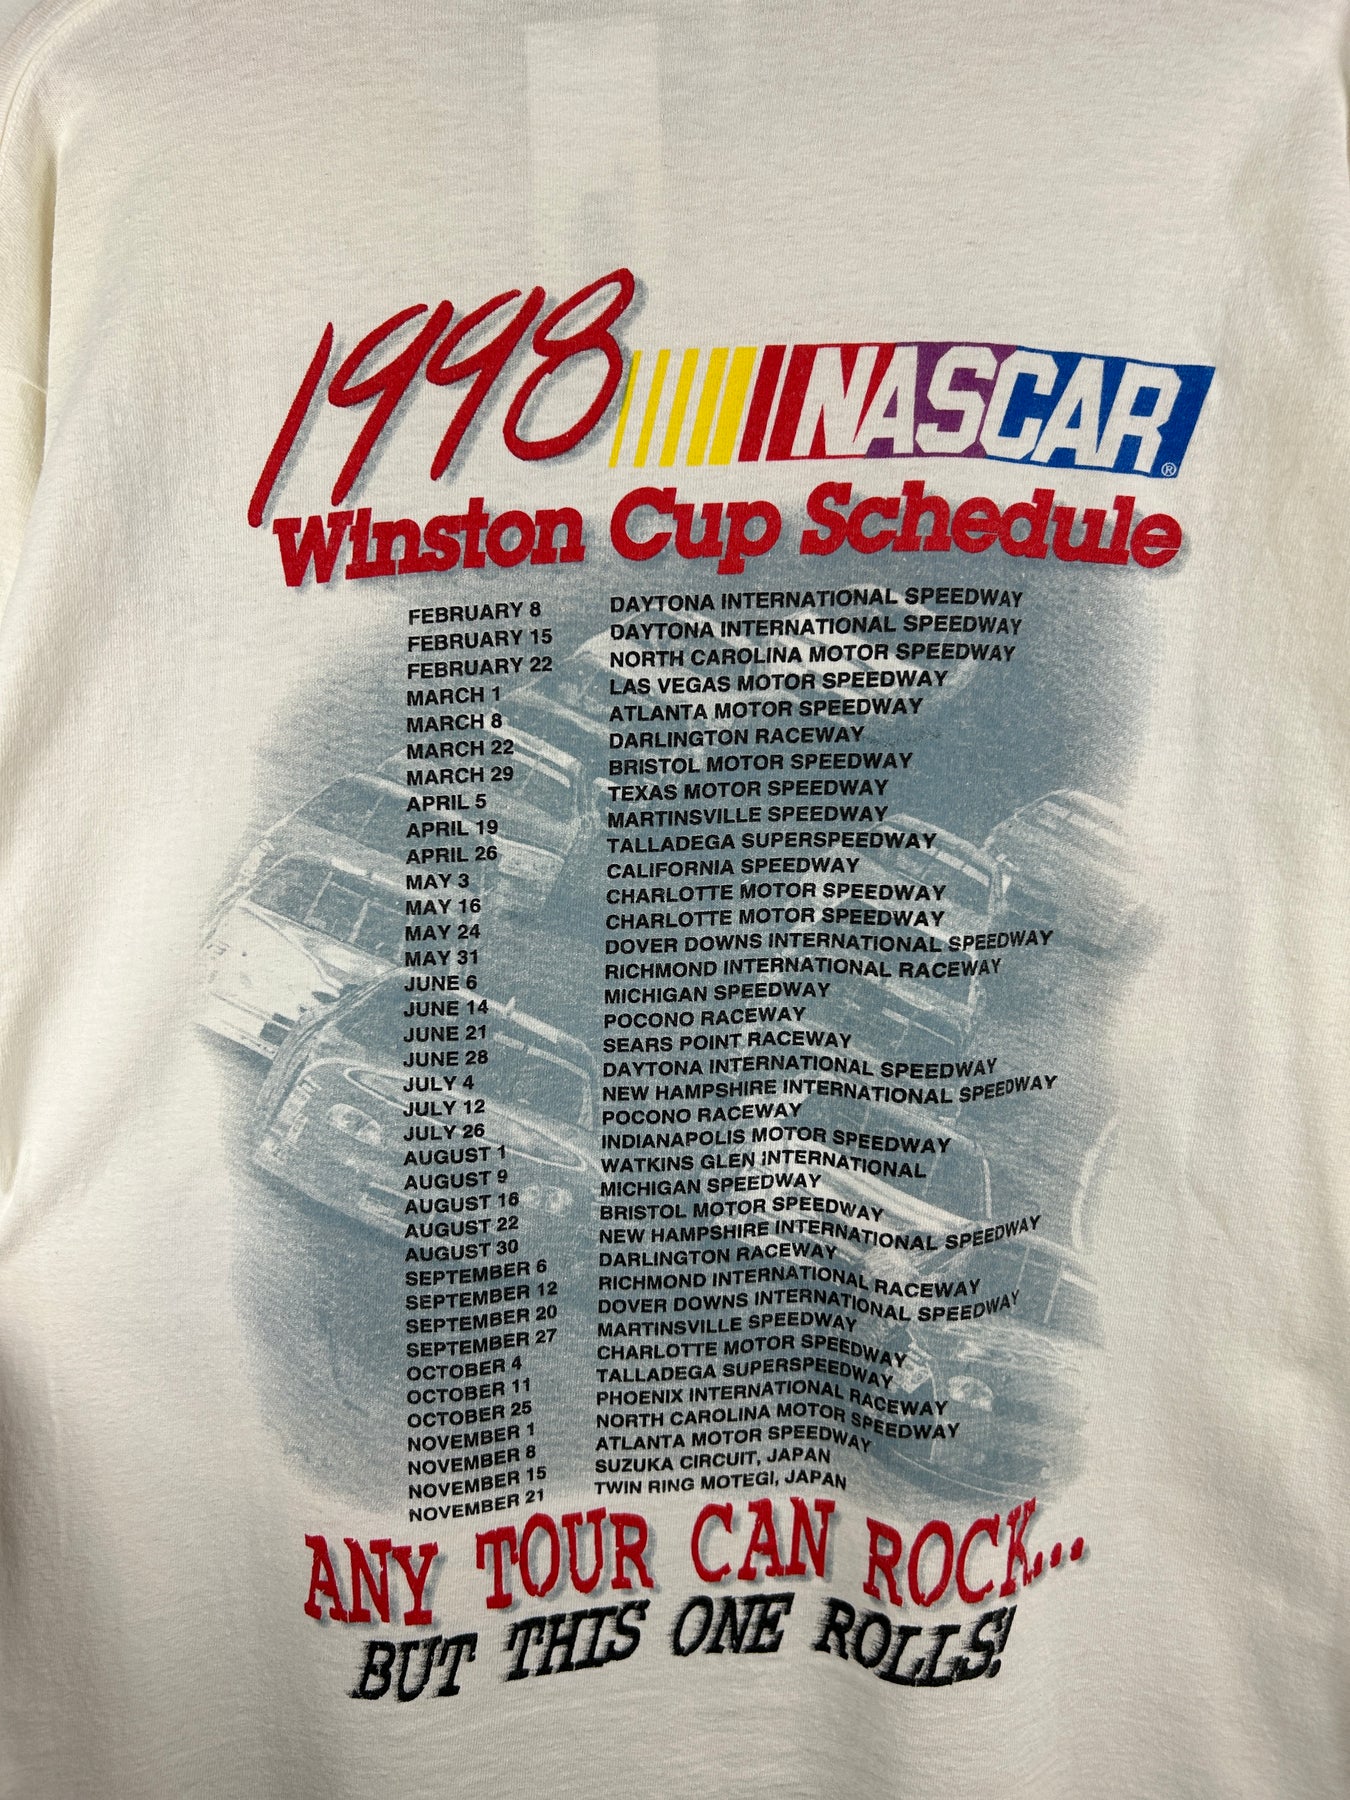 1998 NASCAR®
Winston Cup Schedule
FEBRUARY 8 DAYTONA INTERNATIONAL SPEEDWAY
FEBRUARY 15 DAYTONA INTERNATIONAL SPEEDWAY
FEBRUARY 22 NORTH CAROLINA MOTOR SPEEDWAY
MARCH 1 LAS VEGAS MOTOR SPEEDWAY
MARCH 8 ATLANTA MOTOR SPEEDWAY
MARCH 22 DARLINGTON RACEWAY
MARCH 29 BRISTOL MOTOR SPEEDWAY
APRIL 5 TEXAS MOTOR SPEEDWAY
APRIL 19 MARTINSVILLE SPEEDWAY
APRIL 26 TALLADEGA SUPERSPEEDWAY
MAY 3 CALIFORNIA SPEEDWAY
MAY 16 CHARLOTTE MOTOR SPEEDWAY
MAY 24 CHARLOTTE MOTOR SPEEDWAY
MAY 31 DOVER DOWNS INTERNATIONAL SPEEDWAY
JUNE 6 RICHMOND INTERNATIONAL RACEWAY
JUNE 14 MICHIGAN SPEEDWAY
JUNE 21 POCONO RACEWAY
JUNE 28 SEARS POINT RACEWAY
JULY 4 DAYTONA INTERNATIONAL SPEEDWAY
JULY 12 NEW HAMPSHIRE INTERNATIONAL SPEEDWAY
JULY 26 POCONO RACEWAY
AUGUST 1 INDIANAPOLIS MOTOR SPEEDWAY
AUGUST 9 WATKINS GLEN INTERNATIONAL
AUGUST 16 MICHIGAN SPEEDWAY
AUGUST 22 BRISTOL MOTOR SPEEDWAY
AUGUST 30 NEW HAMPSHIRE INTERNATIONAL SPEEDWAY
SEPTEMBER 6 DARLINGTON RACEWAY
SEPTEMBER 12 RICHMOND INTERNATIONAL RACEWAY
SEPTEMBER 20 DOVER DOWNS INTERNATIONAL SPEEDWAY
SEPTEMBER 27 MARTINSVILLE SPEEDWAY
OCTOBER 4 CHARLOTTE MOTOR SPEEDWAY
OCTOBER 11 TALLADEGA SUPERSPEEDWAY
OCTOBER 25 PHOENIX INTERNATIONAL RACEWAY
NOVEMBER 1 NORTH CAROLINA MOTOR SPEEDWAY
NOVEMBER 8 ATLANTA MOTOR SPEEDWAY
NOVEMBER 15 SUZUKA CIRCUIT, JAPAN
NOVEMBER 21 TWIN RING MOTEGI, JAPAN
ANY TOUR CAN ROCK...
BUT THIS ONE ROLLS!